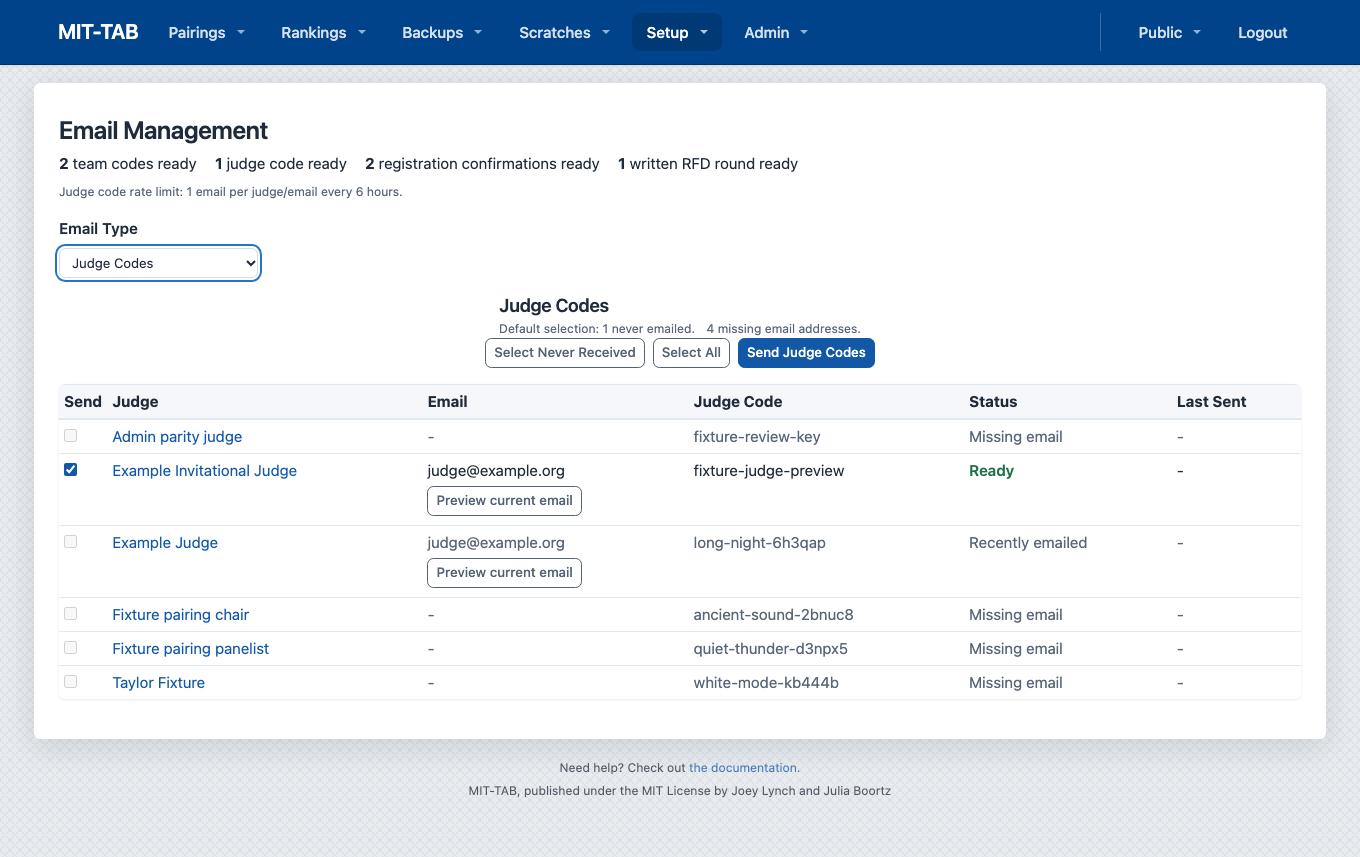 MIT-TAB Pairings Rankings Backups Scratches Setup Admin Public Logout
Email Management
2 team codes ready 1 judge code ready 2 registration confirmations ready 1 written RFD round ready
Judge code rate limit: 1 email per judge/email every 6 hours.
Email Type
Judge Codes
Judge Codes
Default selection: 1 never emailed. 4 missing email addresses.
Select Never Received Select All Send Judge Codes
Send Judge Email Judge Code Status Last Sent
Admin parity judge - fixture-review-key Missing email -
Example Invitational Judge judge@example.org fixture-judge-preview Ready -
Preview current email
Example Judge judge@example.org long-night-6h3qap Recently emailed -
Preview current email
Fixture pairing chair - ancient-sound-2bnuc8 Missing email -
Fixture pairing panelist - quiet-thunder-d3npx5 Missing email -
Taylor Fixture - white-mode-kb444b Missing email -
Need help? Check out the documentation.
MIT-TAB, published under the MIT License by Joey Lynch and Julia Boortz